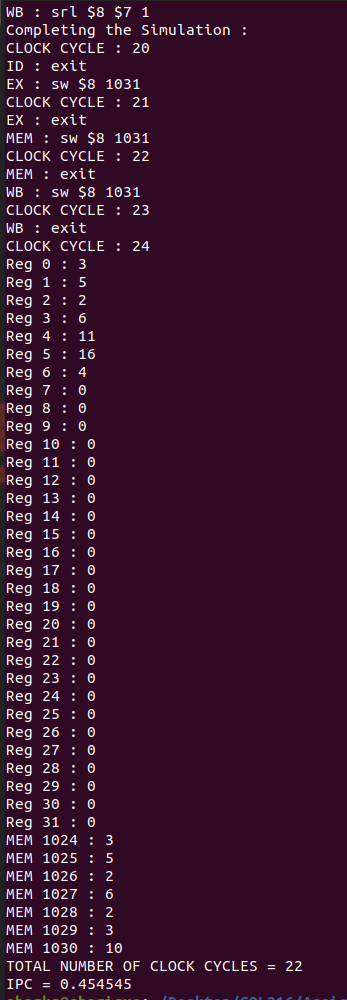 WB : srl $8 $7 1
Completing the Simulation :
CLOCK CYCLE : 20
ID : exit
EX : sw $8 1031
CLOCK CYCLE : 21
EX : exit
MEM : sw $8 1031
CLOCK CYCLE : 22
MEM : exit
WB : sw $8 1031
CLOCK CYCLE : 23
WB : exit
CLOCK CYCLE : 24
Reg 0 : 3
Reg 1 : 5
Reg 2 : 2
Reg 3 : 6
Reg 4 : 11
Reg 5 : 16
Reg 6 : 4
Reg 7 : 0
Reg 8 : 0
Reg 9 : 0
Reg 10 : 0
Reg 11 : 0
Reg 12 : 0
Reg 13 : 0
Reg 14 : 0
Reg 15 : 0
Reg 16 : 0
Reg 17 : 0
Reg 18 : 0
Reg 19 : 0
Reg 20 : 0
Reg 21 : 0
Reg 22 : 0
Reg 23 : 0
Reg 24 : 0
Reg 25 : 0
Reg 26 : 0
Reg 27 : 0
Reg 28 : 0
Reg 29 : 0
Reg 30 : 0
Reg 31 : 0
MEM 1024 : 3
MEM 1025 : 5
MEM 1026 : 2
MEM 1027 : 6
MEM 1028 : 2
MEM 1029 : 3
MEM 1030 : 10
TOTAL NUMBER OF CLOCK CYCLES = 22
IPC = 0.454545